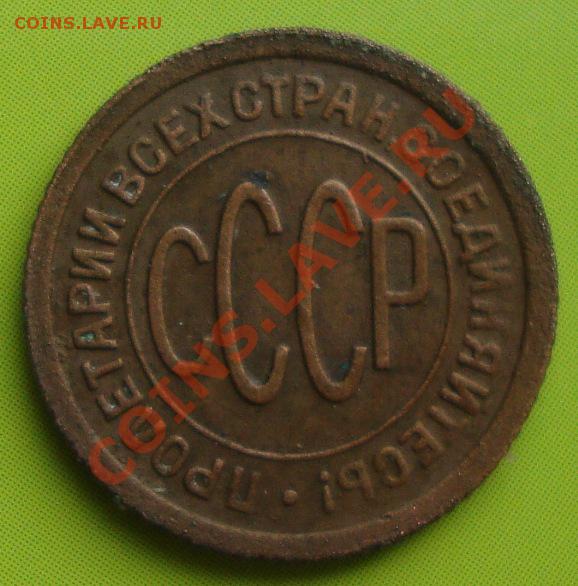 COINS.LAVE.RU
ПРОЛЕТАРИИ ВСЕХ СТРАН, СОЕДИНЯЙТЕСЬ! •
СССР
COINS.LAVE.RU